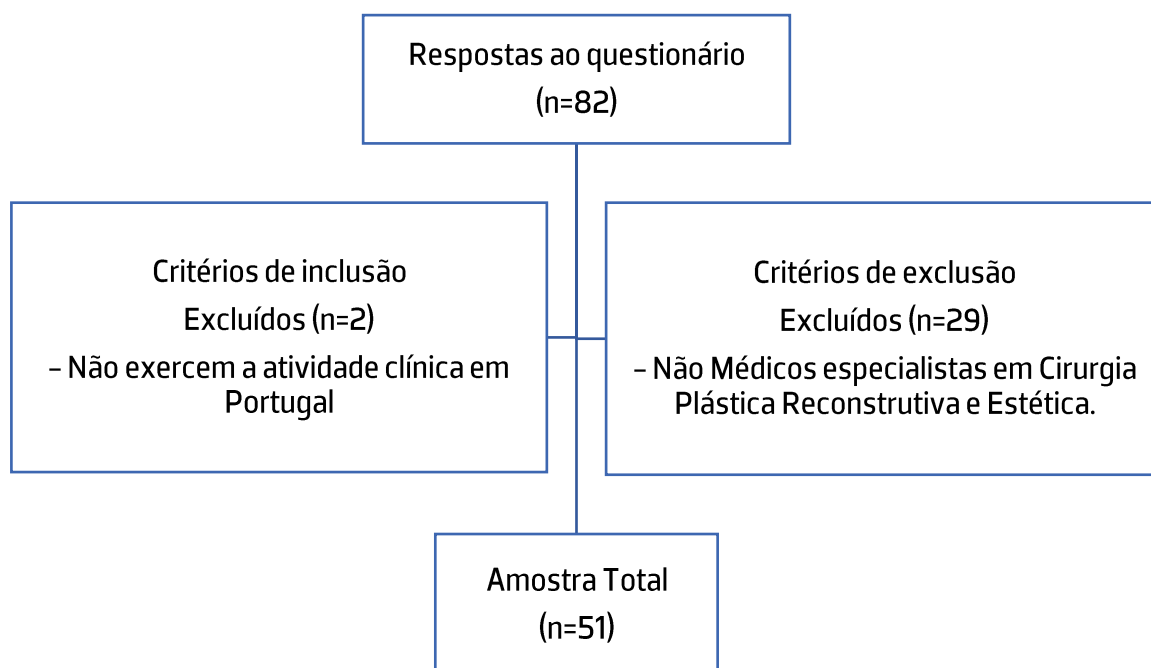 Respostas ao questionário
(n=82)
Critérios de inclusão
Excluídos (n=2)
– Não exercem a atividade clínica em
Portugal
Critérios de exclusão
Excluídos (n=29)
– Não Médicos especialistas em Cirurgia
Plástica Reconstrutiva e Estética.
Amostra Total
(n=51)